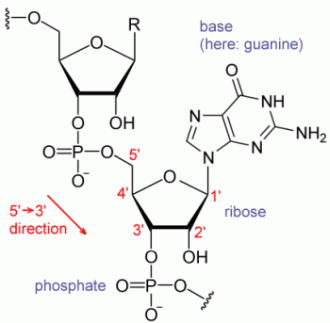 O
O
R
base
(here: guanine)
O
OH
O
NH
N
O=P-O
5'
N
N
NH₂
O⁻
O
4'
1'
5'→3'
direction
3'
2'
ribose
O
OH
phosphate
O=P-O
O⁻